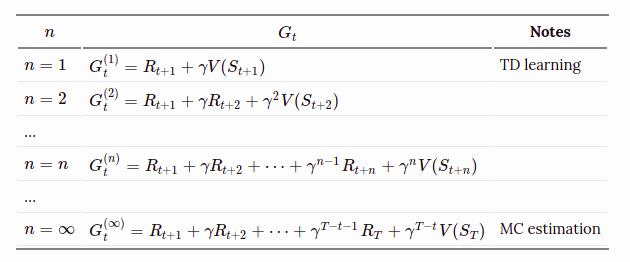 n G_t Notes
n = 1 G_t^{(1)} = R_{t+1} + γV(S_{t+1}) TD learning
n = 2 G_t^{(2)} = R_{t+1} + γR_{t+2} + γ^2V(S_{t+2})
...
n = n G_t^{(n)} = R_{t+1} + γR_{t+2} + ⋯ + γ^{n−1}R_{t+n} + γ^nV(S_{t+n})
...
n = ∞ G_t^{(∞)} = R_{t+1} + γR_{t+2} + ⋯ + γ^{T−t−1}R_T + γ^{T−t}V(S_T) MC estimation